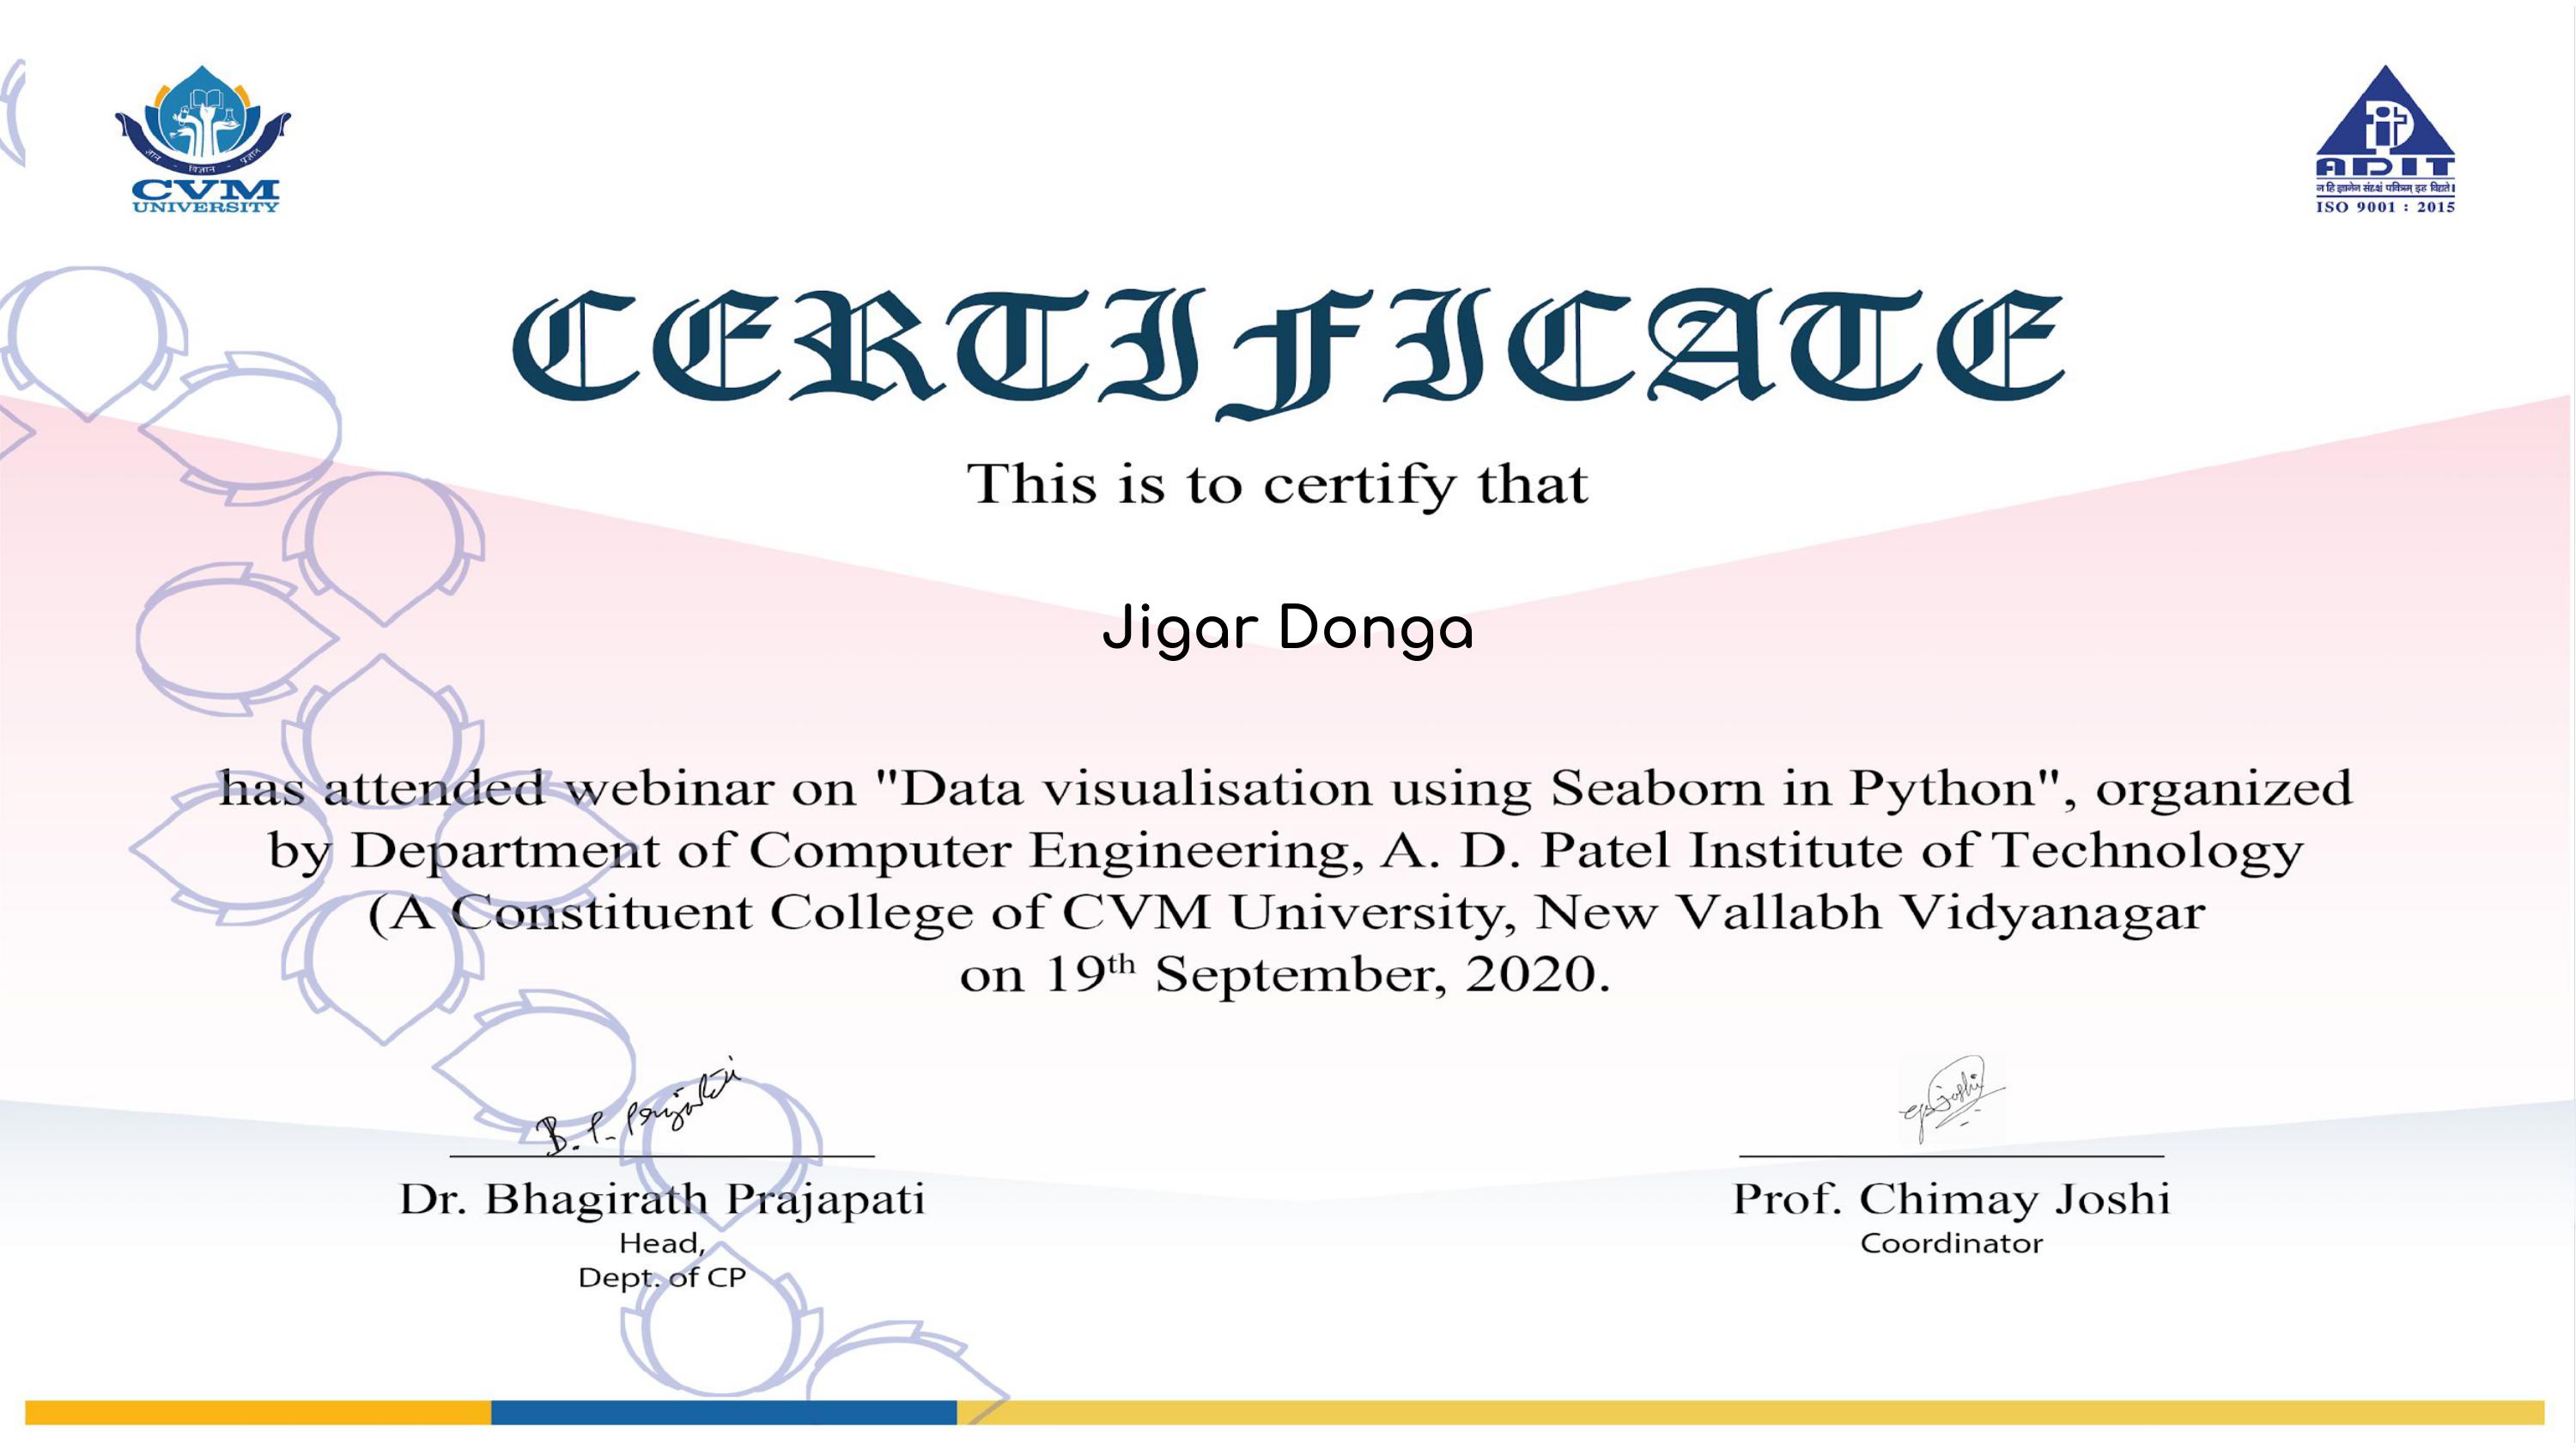 ज्ञान - विज्ञान - प्रज्ञान
CVM
UNIVERSITY
ADIT
न हि ज्ञानेन सदृशं पवित्रम् इह विद्यते।
ISO 9001 : 2015
CERTIFICATE
This is to certify that
Jigar Donga
has attended webinar on "Data visualisation using Seaborn in Python", organized
by Department of Computer Engineering, A. D. Patel Institute of Technology
(A Constituent College of CVM University, New Vallabh Vidyanagar
on 19th September, 2020.
B. P. Prajapati
Joshi
Dr. Bhagirath Prajapati
Prof. Chimay Joshi
Head,
Coordinator
Dept. of CP